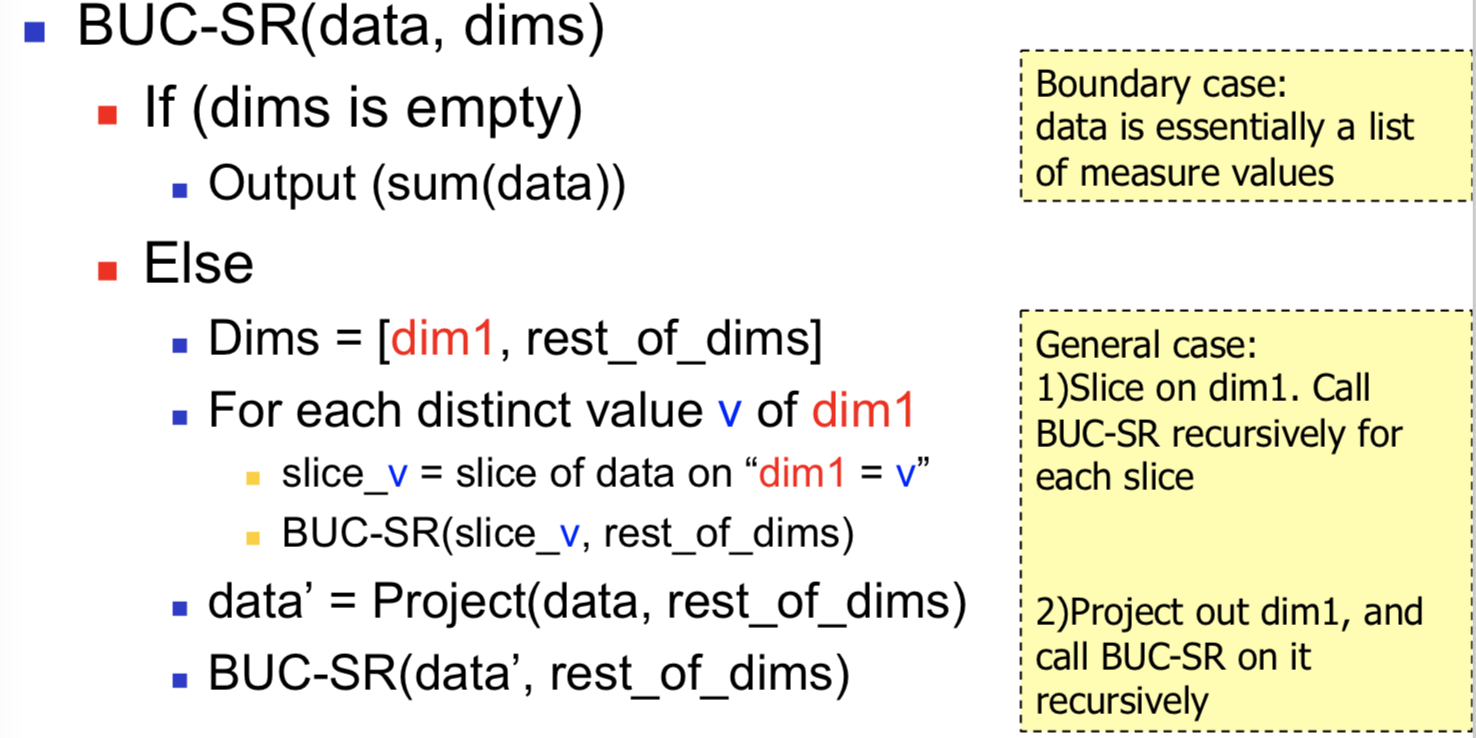 BUC-SR(data, dims)
If (dims is empty)
Output (sum(data))
Else
Dims = [dim1, rest_of_dims]
For each distinct value v of dim1
slice_v = slice of data on “dim1 = v”
BUC-SR(slice_v, rest_of_dims)
data’ = Project(data, rest_of_dims)
BUC-SR(data’, rest_of_dims)
Boundary case:
data is essentially a list
of measure values
General case:
1)Slice on dim1. Call
BUC-SR recursively for
each slice
2)Project out dim1, and
call BUC-SR on it
recursively